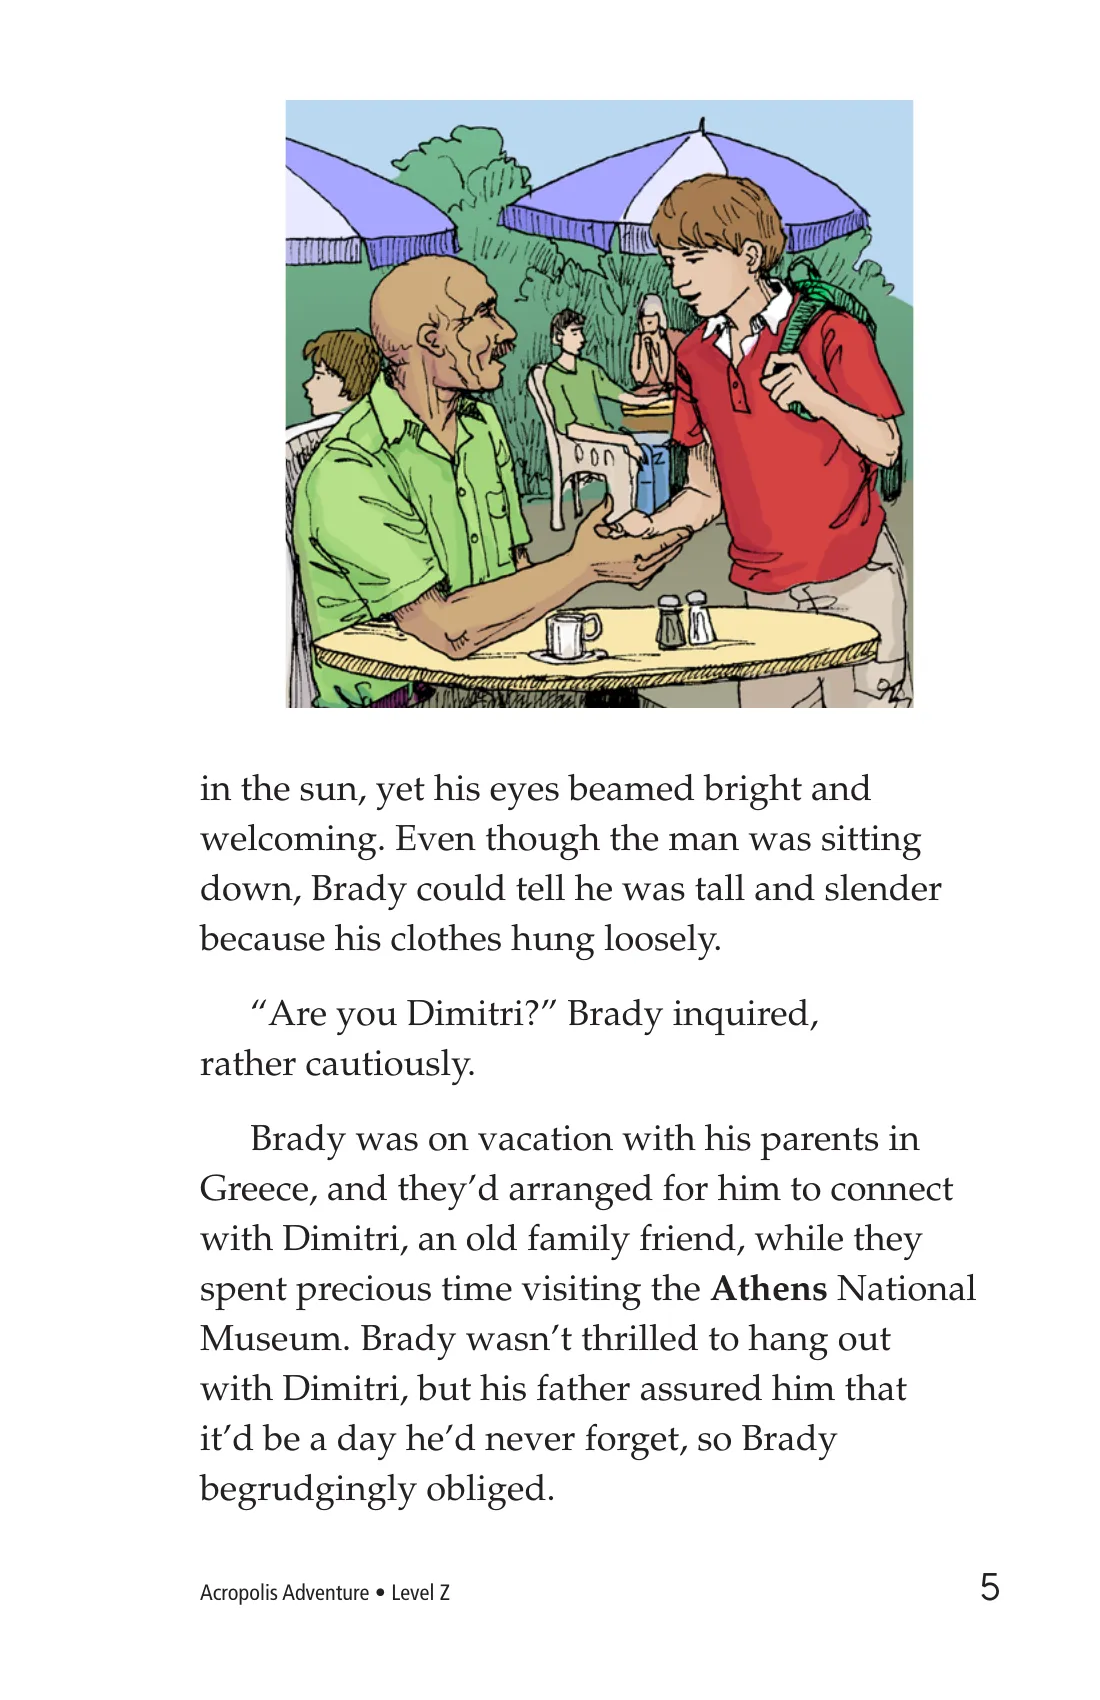 in the sun, yet his eyes beamed bright and
welcoming. Even though the man was sitting
down, Brady could tell he was tall and slender
because his clothes hung loosely.
“Are you Dimitri?” Brady inquired,
rather cautiously.
Brady was on vacation with his parents in
Greece, and they’d arranged for him to connect
with Dimitri, an old family friend, while they
spent precious time visiting the Athens National
Museum. Brady wasn’t thrilled to hang out
with Dimitri, but his father assured him that
it’d be a day he’d never forget, so Brady
begrudgingly obliged.
Acropolis Adventure • Level Z
5